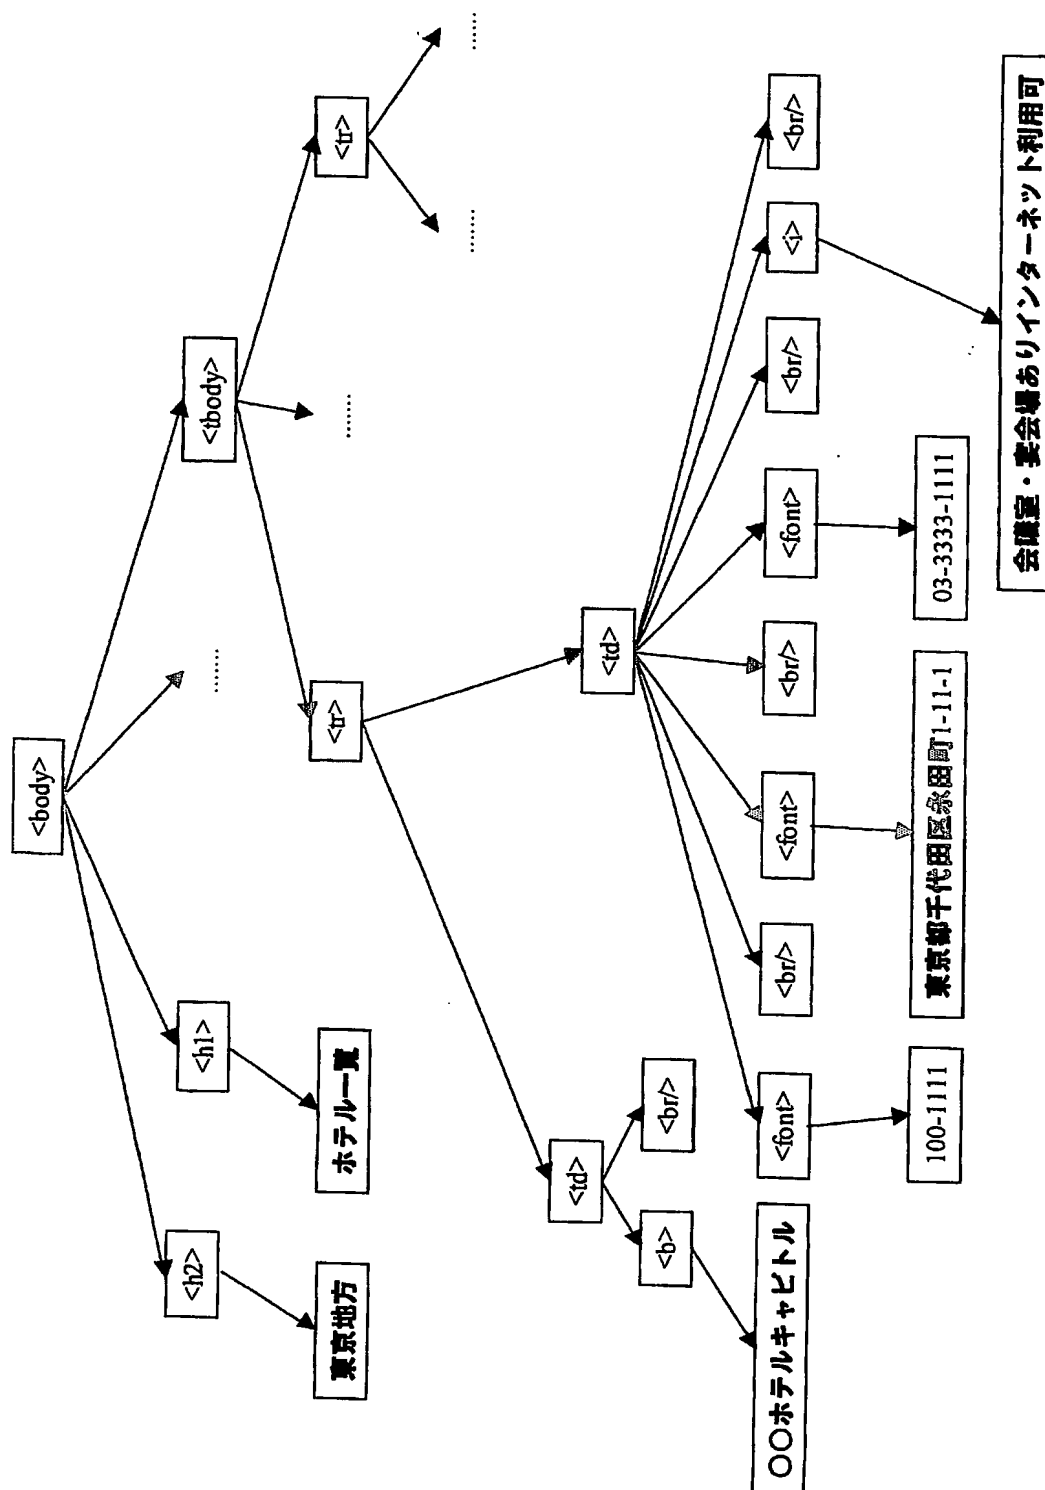 <body>
<h2>
<h1>
.......
<tbody>
東京地方
ホテル一覧
<tr>
.......
<tr>
<td>
<td>
.......
.......
<b>
<br/>
<font>
<br/>
<font>
<br/>
<font>
<br/>
<i>
<br/>
〇〇ホテルキャピトル
100-1111
東京都千代田区永田町1-11-1
03-3333-1111
会議室・宴会場ありインターネット利用可